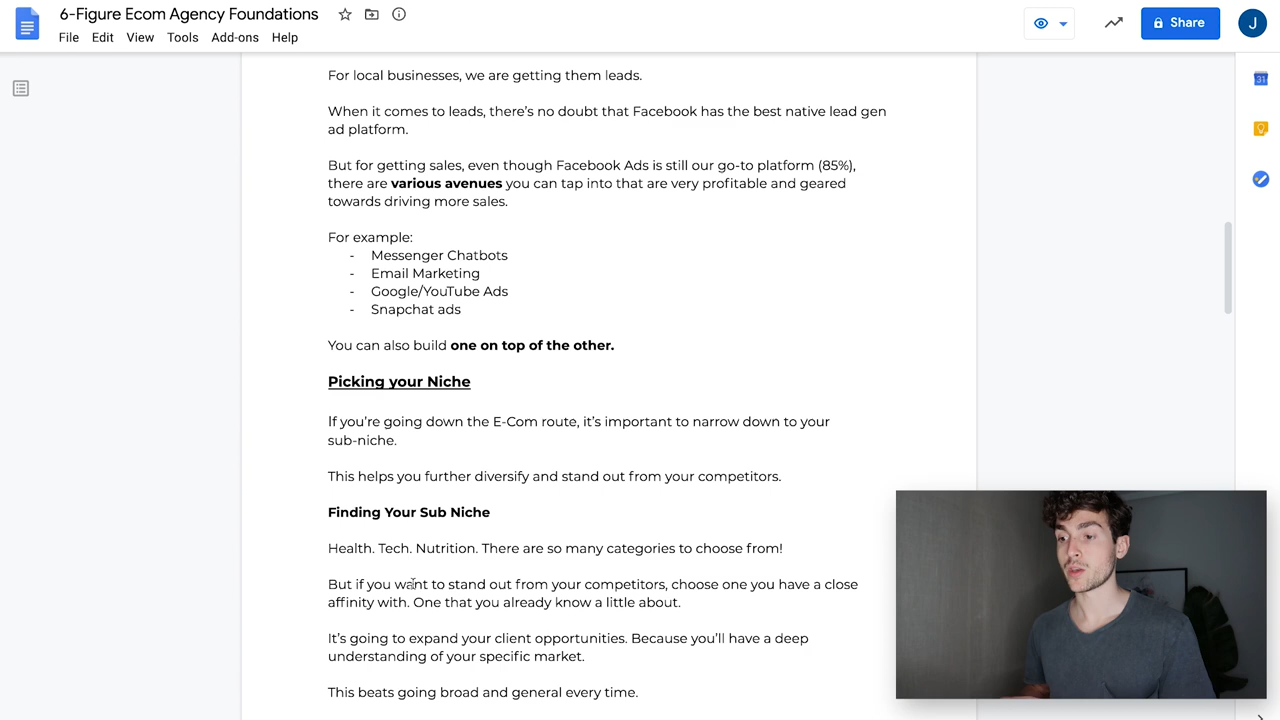 6-Figure Ecom Agency Foundations
File Edit View Tools Add-ons Help
Share
J
31
For local businesses, we are getting them leads.
When it comes to leads, there's no doubt that Facebook has the best native lead gen
ad platform.
But for getting sales, even though Facebook Ads is still our go-to platform (85%),
there are various avenues you can tap into that are very profitable and geared
towards driving more sales.
For example:
- Messenger Chatbots
- Email Marketing
- Google/YouTube Ads
- Snapchat ads
You can also build one on top of the other.
Picking your Niche
If you're going down the E-Com route, it's important to narrow down to your
sub-niche.
This helps you further diversify and stand out from your competitors.
Finding Your Sub Niche
Health. Tech. Nutrition. There are so many categories to choose from!
But if you want to stand out from your competitors, choose one you have a close
affinity with. One that you already know a little about.
It's going to expand your client opportunities. Because you'll have a deep
understanding of your specific market.
This beats going broad and general every time.